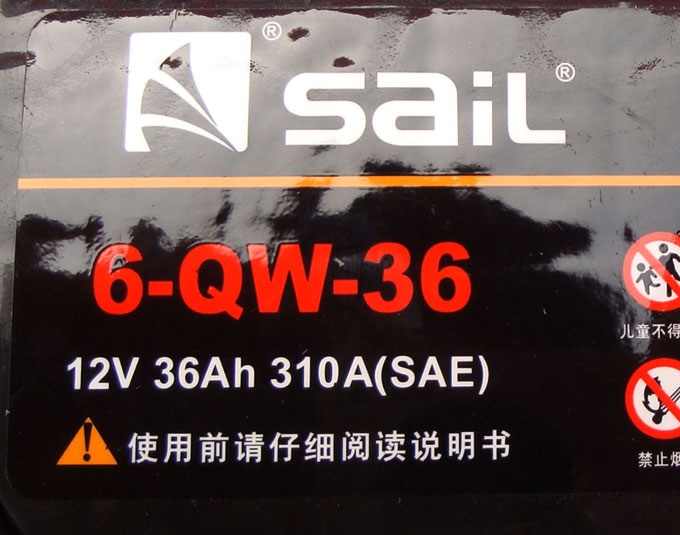 sail
6-QW-36
12V 36Ah 310A(SAE)
使用前请仔细阅读说明书
儿童不得
禁止烟